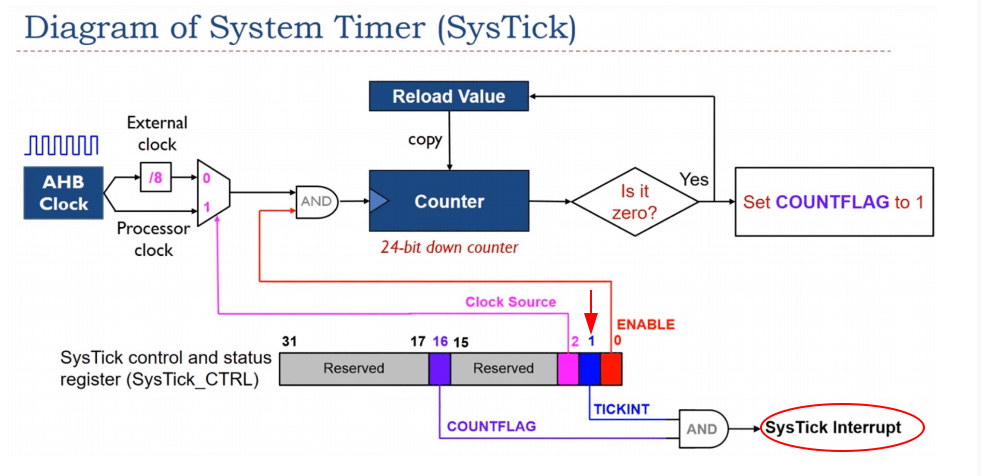 Diagram of System Timer (SysTick)
Reload Value
External
clock
copy
AHB
Clock
/8
0
1
AND
Counter
Is it
zero?
Yes
Set COUNTFLAG to 1
Processor
clock
24-bit down counter
Clock Source
ENABLE
31
17
16
15
2
1
0
SysTick control and status
register (SysTick_CTRL)
Reserved
Reserved
TICKINT
COUNTFLAG
AND
SysTick Interrupt